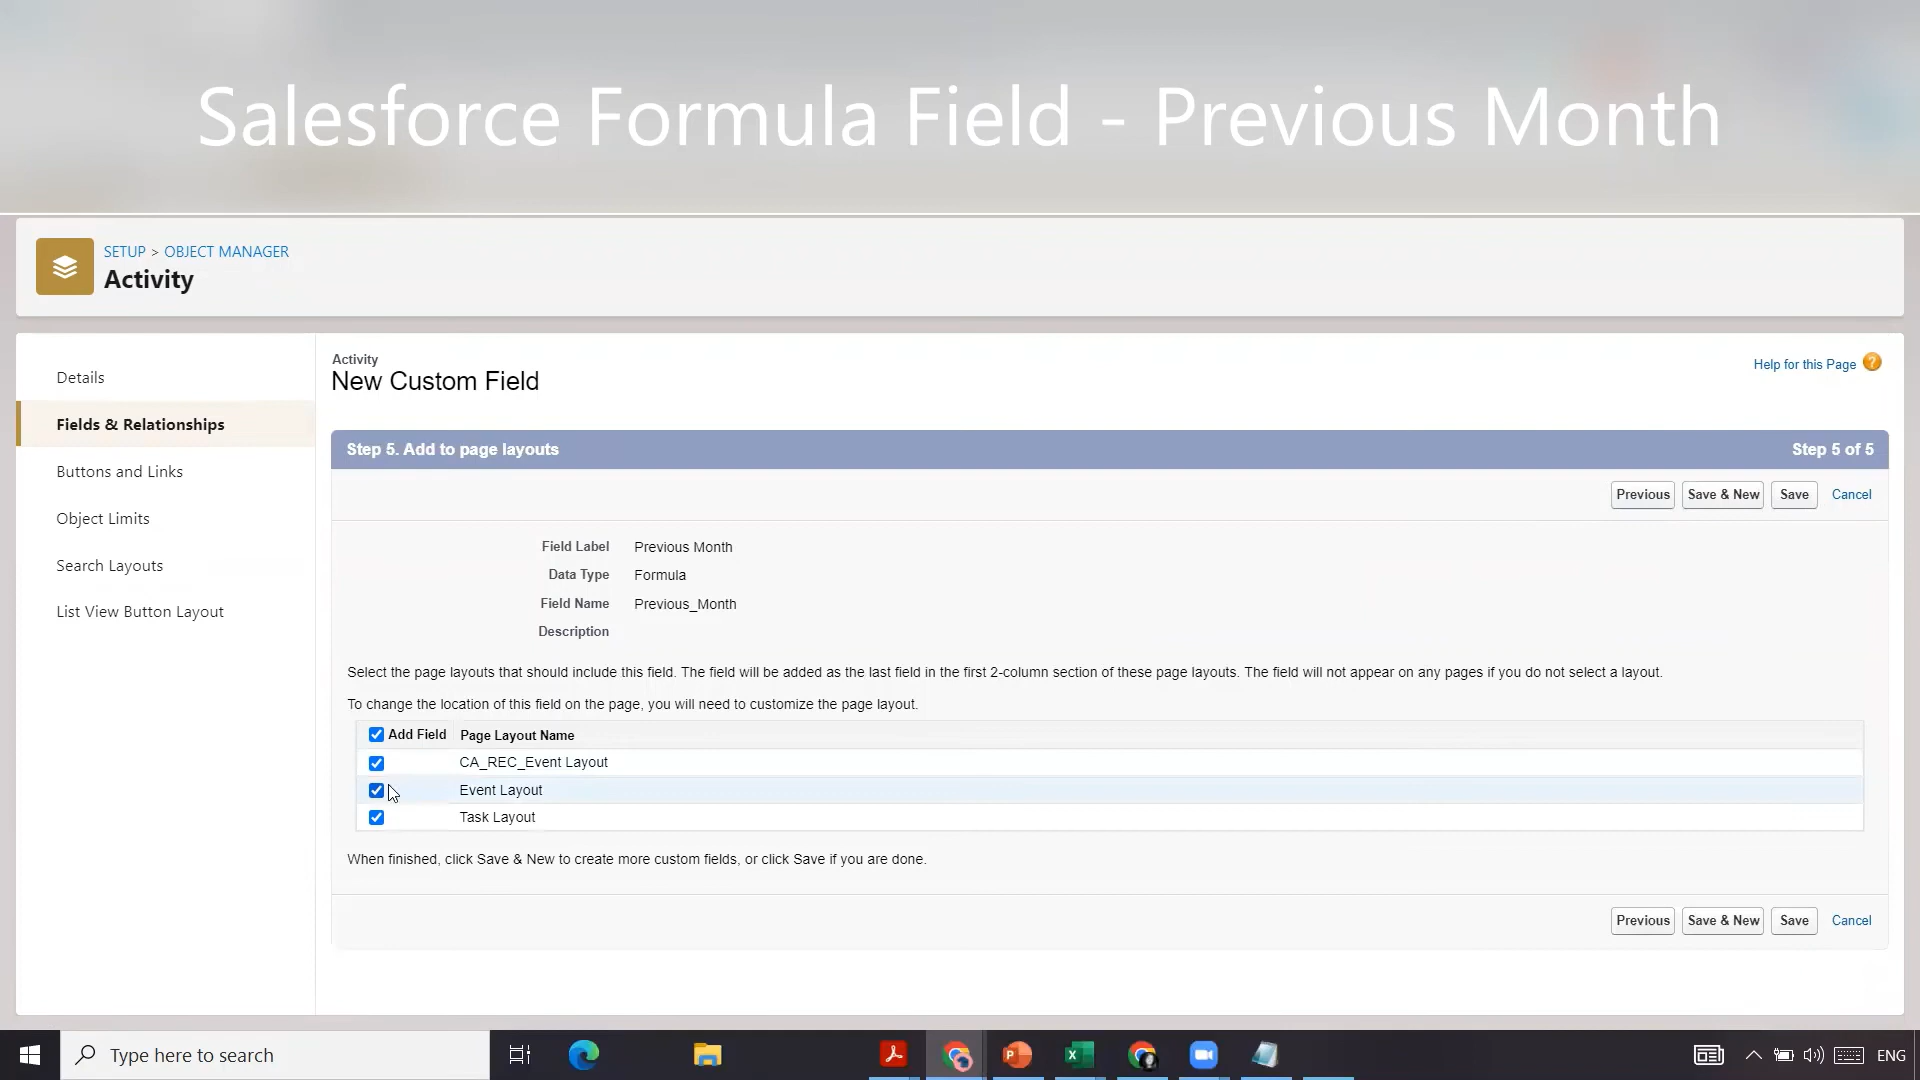 Salesforce Formula Field - Previous Month
SETUP > OBJECT MANAGER
Activity
Details
Fields & Relationships
Buttons and Links
Object Limits
Search Layouts
List View Button Layout
Activity
New Custom Field
Help for this Page ?
Step 5. Add to page layouts
Step 5 of 5
Previous
Save & New
Save
Cancel
Field Label Previous Month
Data Type Formula
Field Name Previous_Month
Description
Select the page layouts that should include this field. The field will be added as the last field in the first 2-column section of these page layouts. The field will not appear on any pages if you do not select a layout.
To change the location of this field on the page, you will need to customize the page layout.
Add Field Page Layout Name
CA_REC_Event Layout
Event Layout
Task Layout
When finished, click Save & New to create more custom fields, or click Save if you are done.
Previous
Save & New
Save
Cancel
Type here to search
ENG